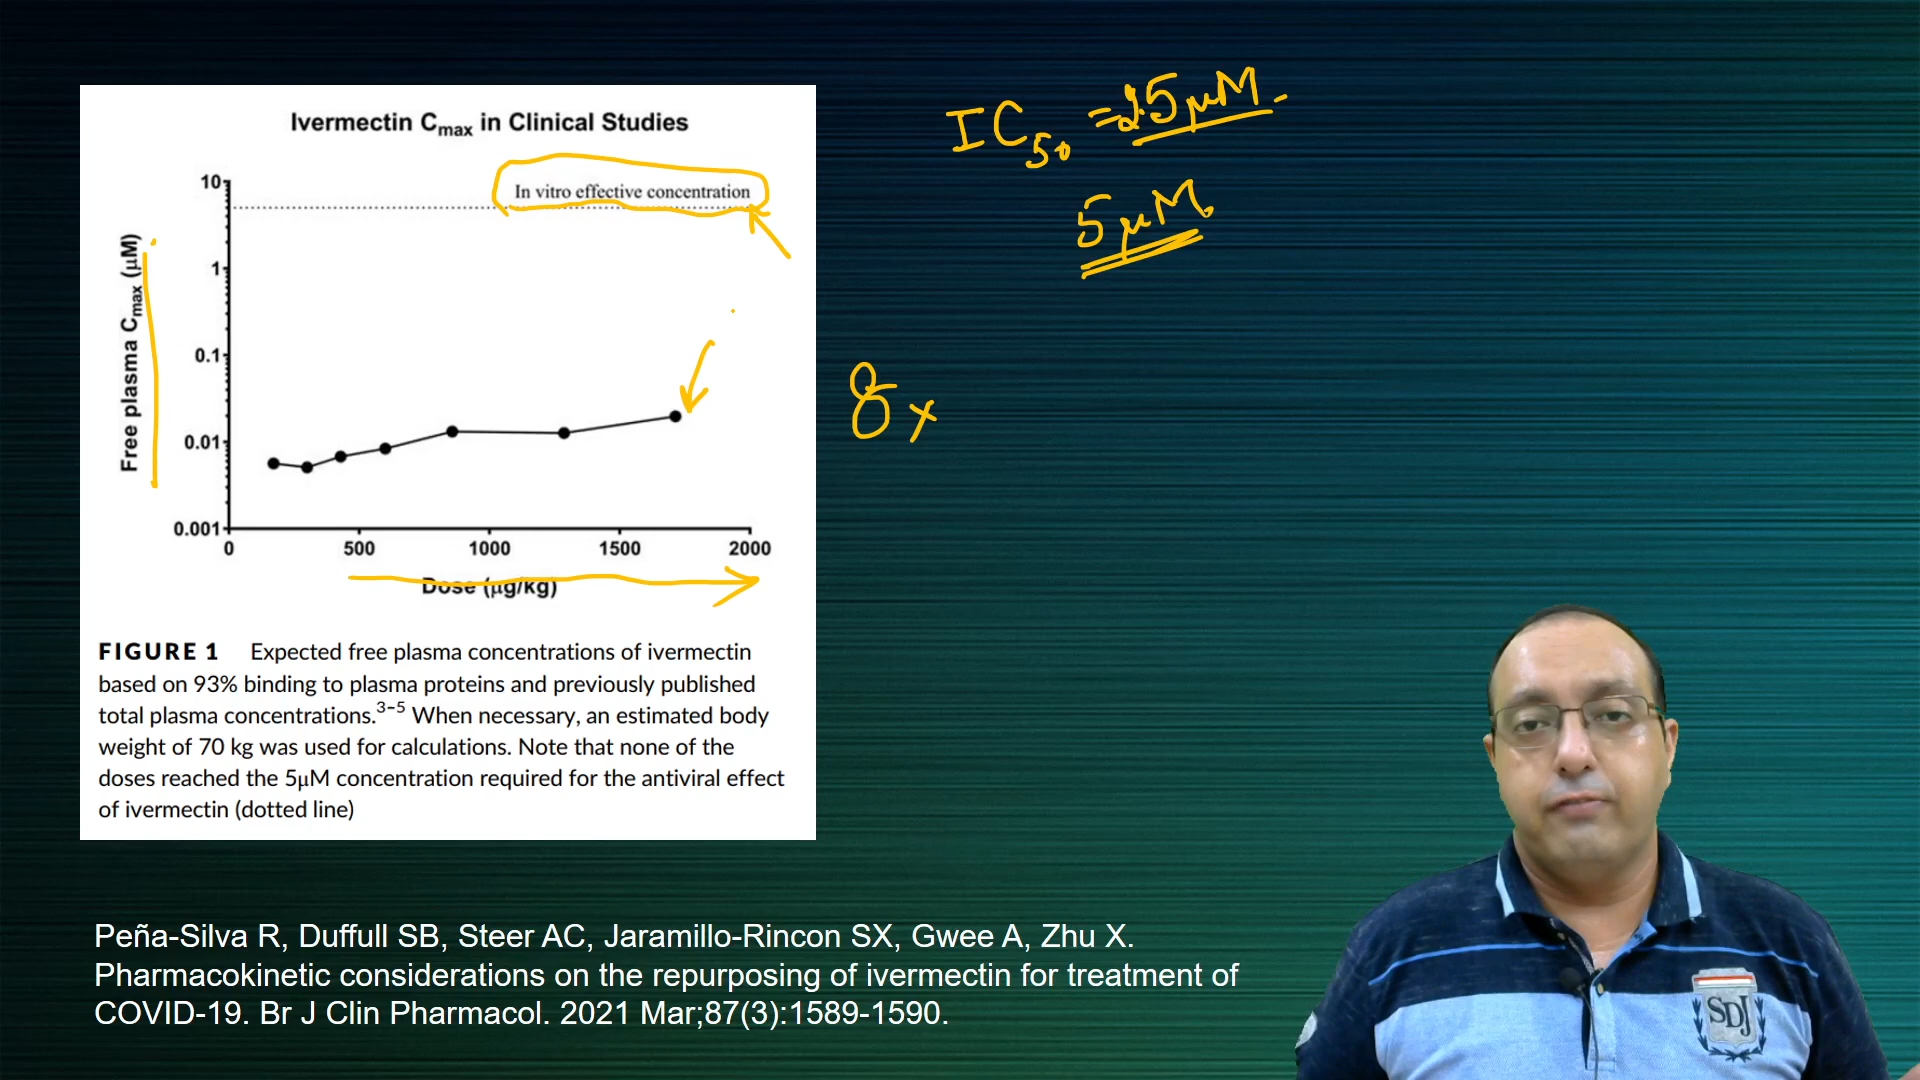 Ivermectin Cmax in Clinical Studies
10
In vitro effective concentration
1
0.1
0.01
0.001
Free plasma Cmax (μM)
0
500
1000
1500
2000
Dose (μg/kg)
FIGURE 1 Expected free plasma concentrations of ivermectin
based on 93% binding to plasma proteins and previously published
total plasma concentrations.3–5 When necessary, an estimated body
weight of 70 kg was used for calculations. Note that none of the
doses reached the 5μM concentration required for the antiviral effect
of ivermectin (dotted line)
IC50 = 2.5 μM.
5 μM
8x
Peña-Silva R, Duffull SB, Steer AC, Jaramillo-Rincon SX, Gwee A, Zhu X.
Pharmacokinetic considerations on the repurposing of ivermectin for treatment of
COVID-19. Br J Clin Pharmacol. 2021 Mar;87(3):1589-1590.
SDJ